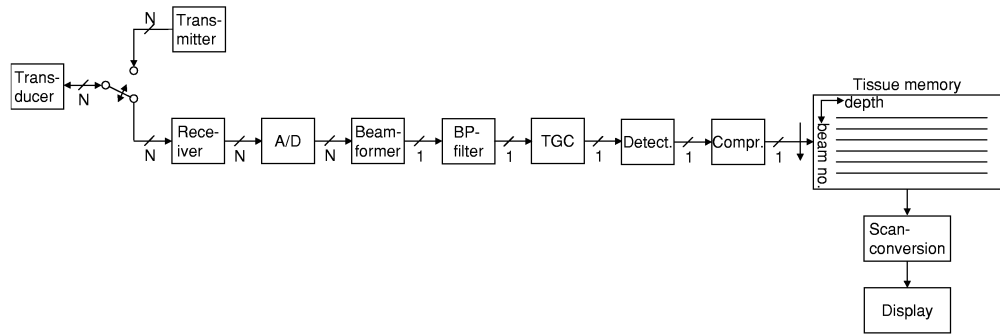 N
Trans-
mitter
Trans-
ducer
N
Tissue memory
depth
beam no.
N
Rece-
iver
N
A/D
N
Beam-
former
1
BP-
filter
1
TGC
1
Detect.
1
Compr.
1
Scan-
conversion
Display